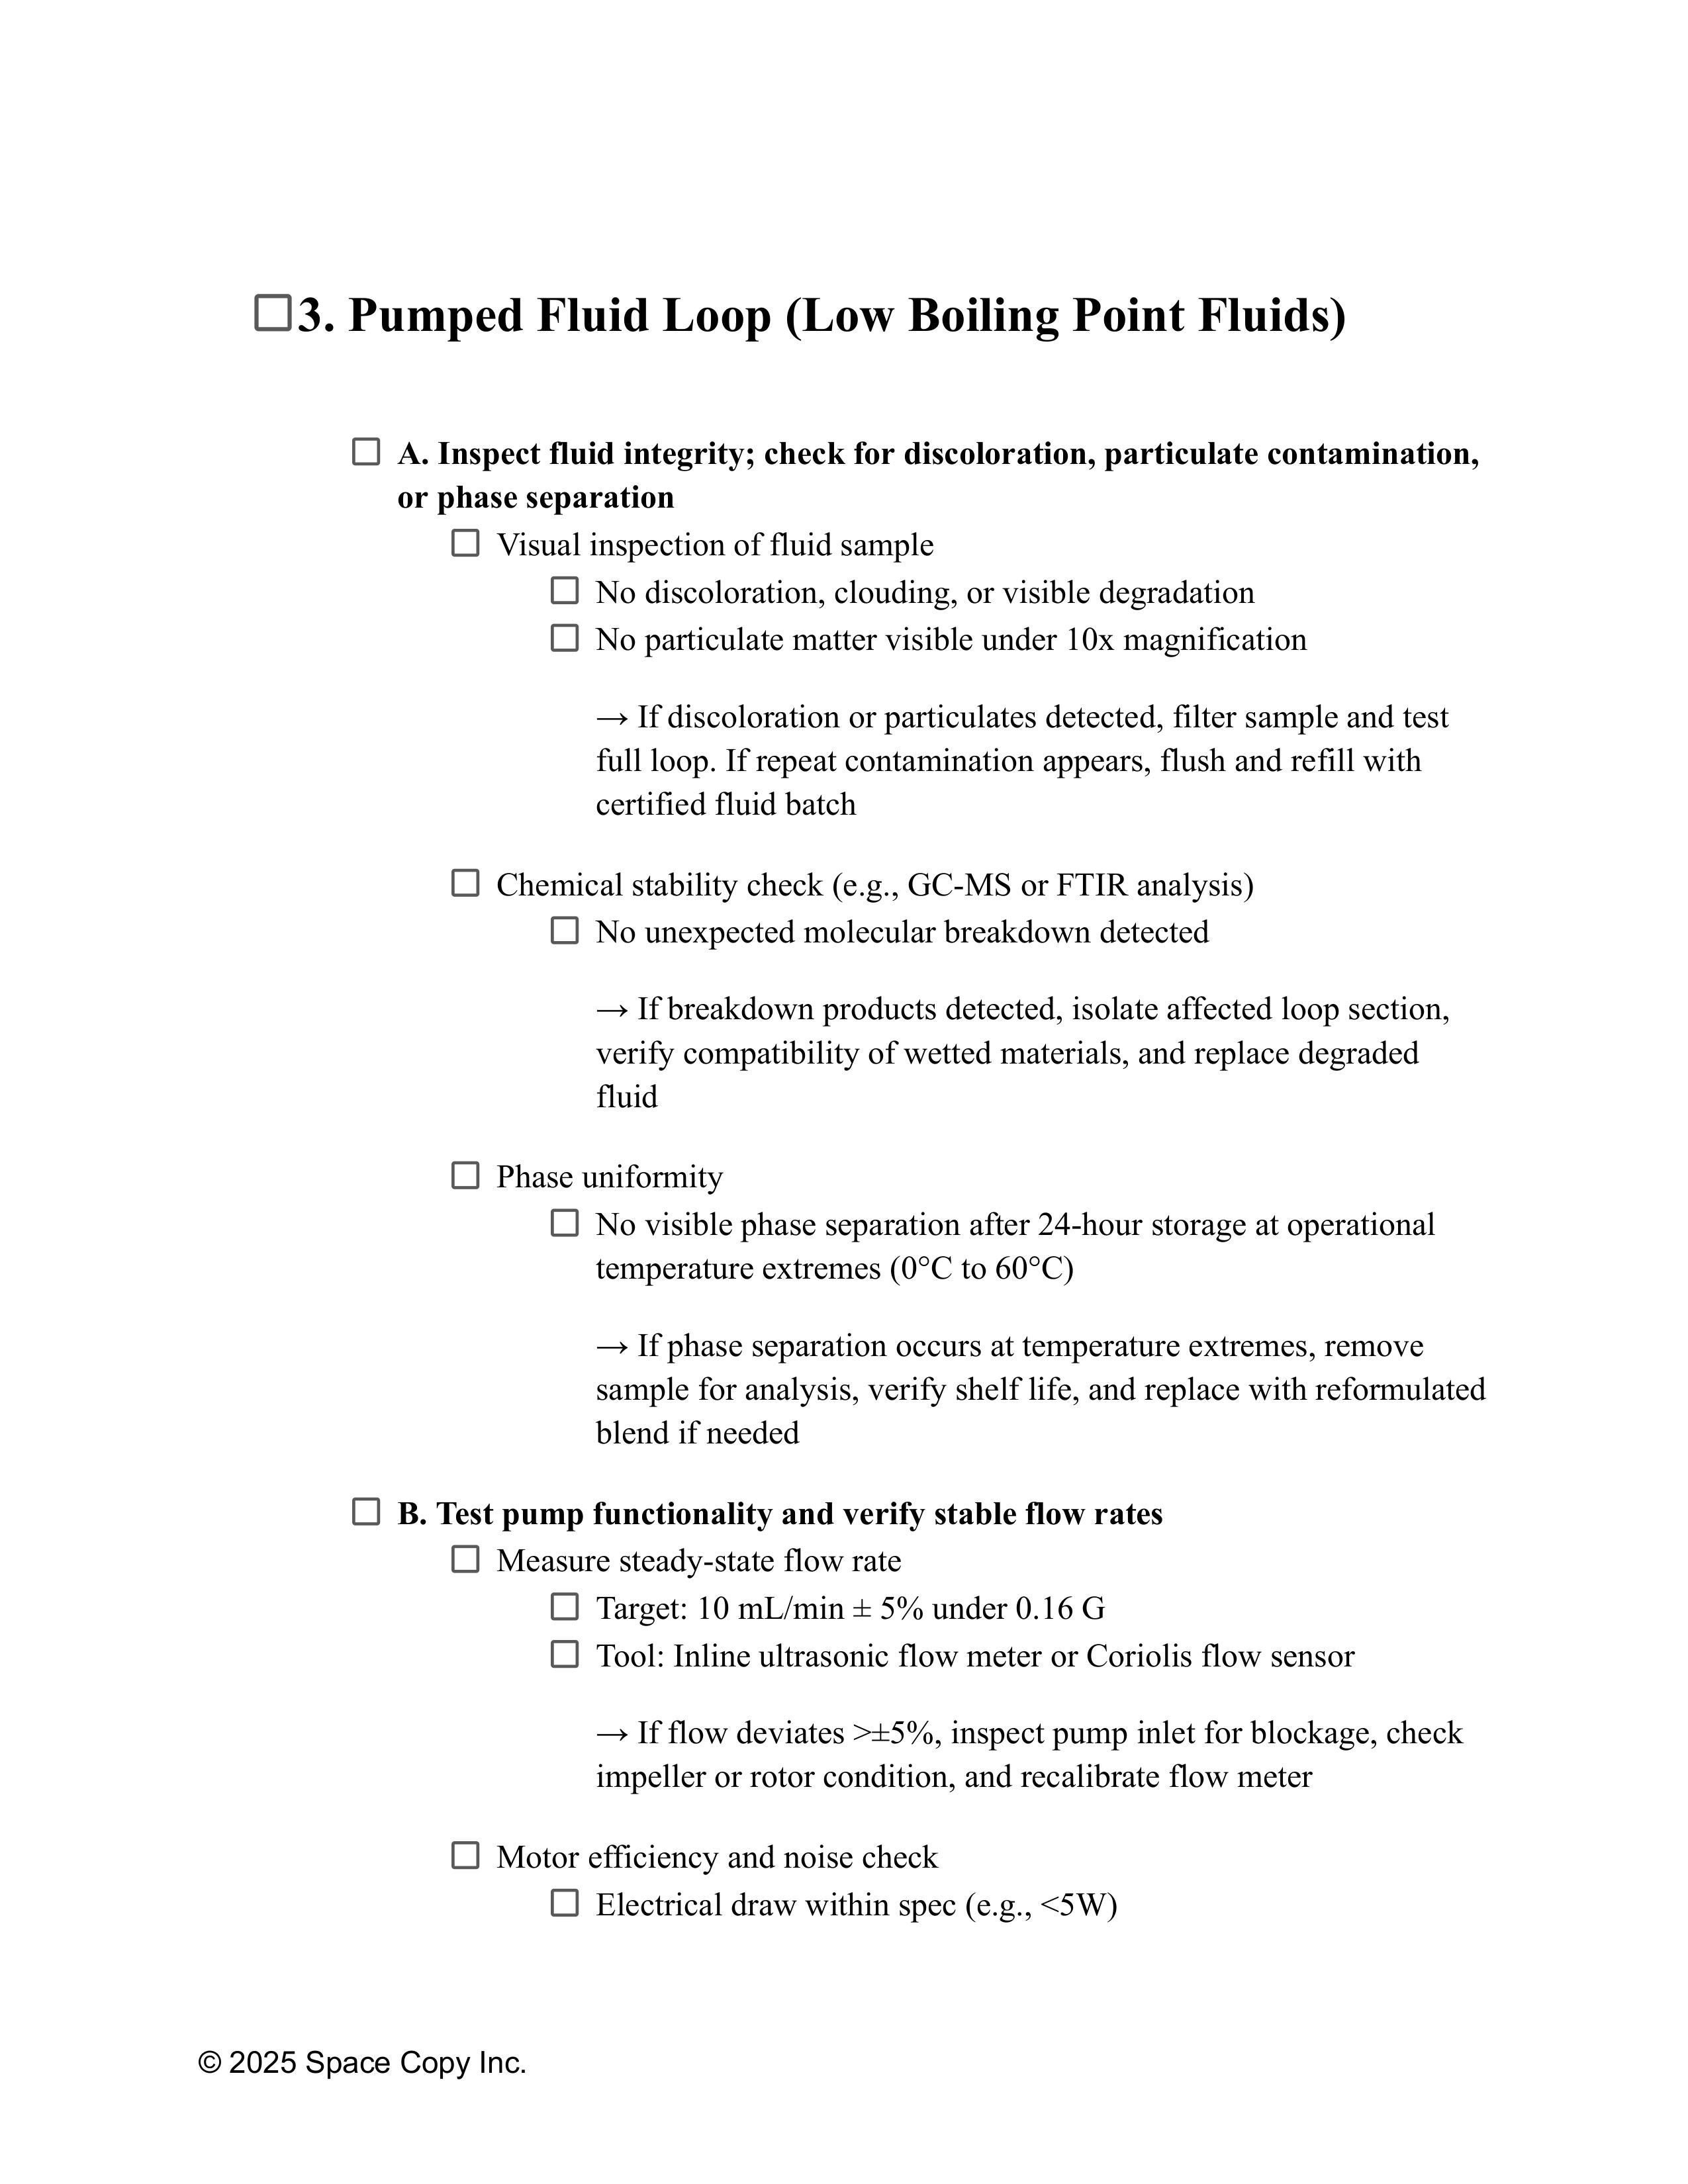 ☐3. Pumped Fluid Loop (Low Boiling Point Fluids)
☐ A. Inspect fluid integrity; check for discoloration, particulate contamination,
or phase separation
☐ Visual inspection of fluid sample
☐ No discoloration, clouding, or visible degradation
☐ No particulate matter visible under 10x magnification
→ If discoloration or particulates detected, filter sample and test
full loop. If repeat contamination appears, flush and refill with
certified fluid batch
☐ Chemical stability check (e.g., GC-MS or FTIR analysis)
☐ No unexpected molecular breakdown detected
→ If breakdown products detected, isolate affected loop section,
verify compatibility of wetted materials, and replace degraded
fluid
☐ Phase uniformity
☐ No visible phase separation after 24-hour storage at operational
temperature extremes (0°C to 60°C)
→ If phase separation occurs at temperature extremes, remove
sample for analysis, verify shelf life, and replace with reformulated
blend if needed
☐ B. Test pump functionality and verify stable flow rates
☐ Measure steady-state flow rate
☐ Target: 10 mL/min ± 5% under 0.16 G
☐ Tool: Inline ultrasonic flow meter or Coriolis flow sensor
→ If flow deviates >±5%, inspect pump inlet for blockage, check
impeller or rotor condition, and recalibrate flow meter
☐ Motor efficiency and noise check
☐ Electrical draw within spec (e.g., <5W)
© 2025 Space Copy Inc.